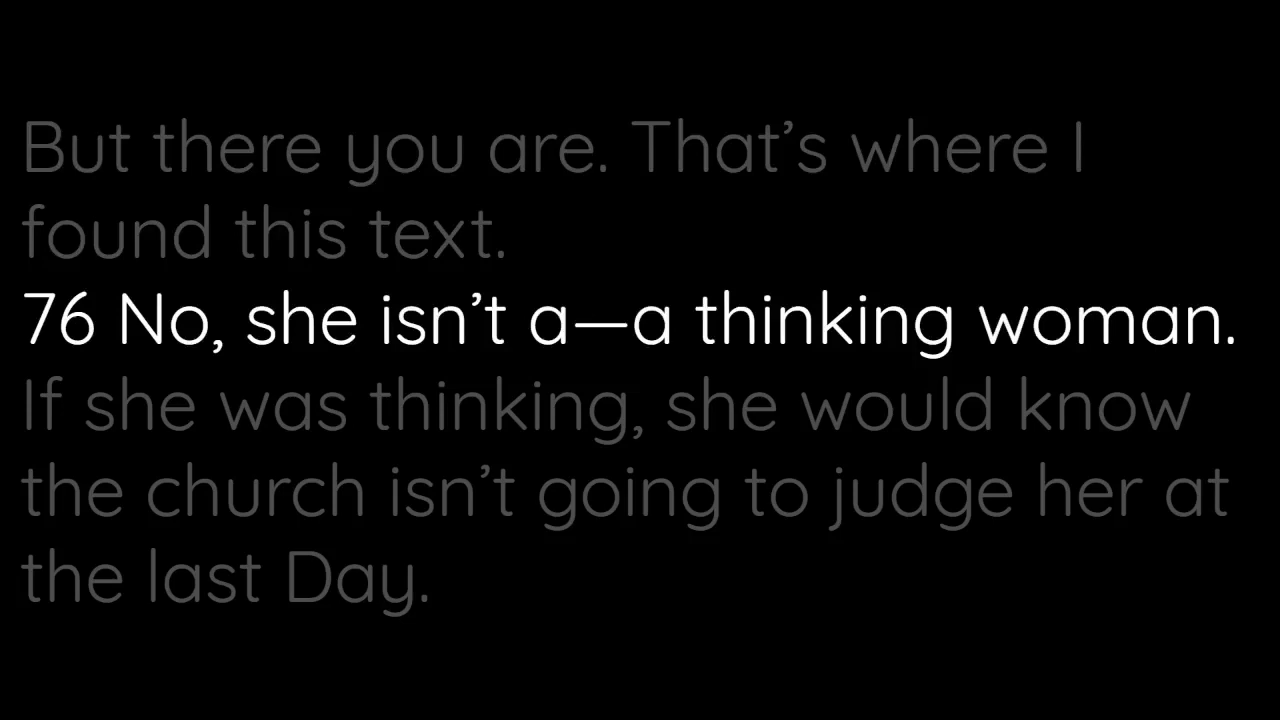 But there you are. That’s where I
found this text.
76 No, she isn’t a—a thinking woman.
If she was thinking, she would know
the church isn’t going to judge her at
the last Day.